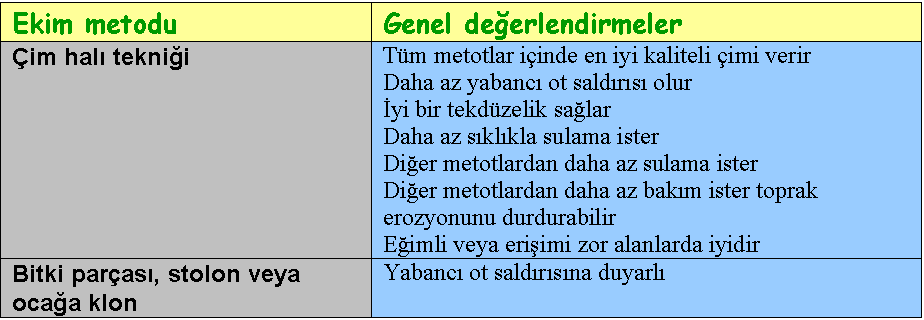 Ekim metodu
Genel değerlendirmeler
Çim halı tekniği
Tüm metotlar içinde en iyi kaliteli çimi verir
Daha az yabancı ot saldırısı olur
İyi bir tekdüzelik sağlar
Daha az sıklıkla sulama ister
Diğer metotlardan daha az sulama ister
Diğer metotlardan daha az bakım ister toprak
erozyonunu durdurabilir
Eğimli veya erişimi zor alanlarda iyidir
Bitki parçası, stolon veya
ocağa klon
Yabancı ot saldırısına duyarlı